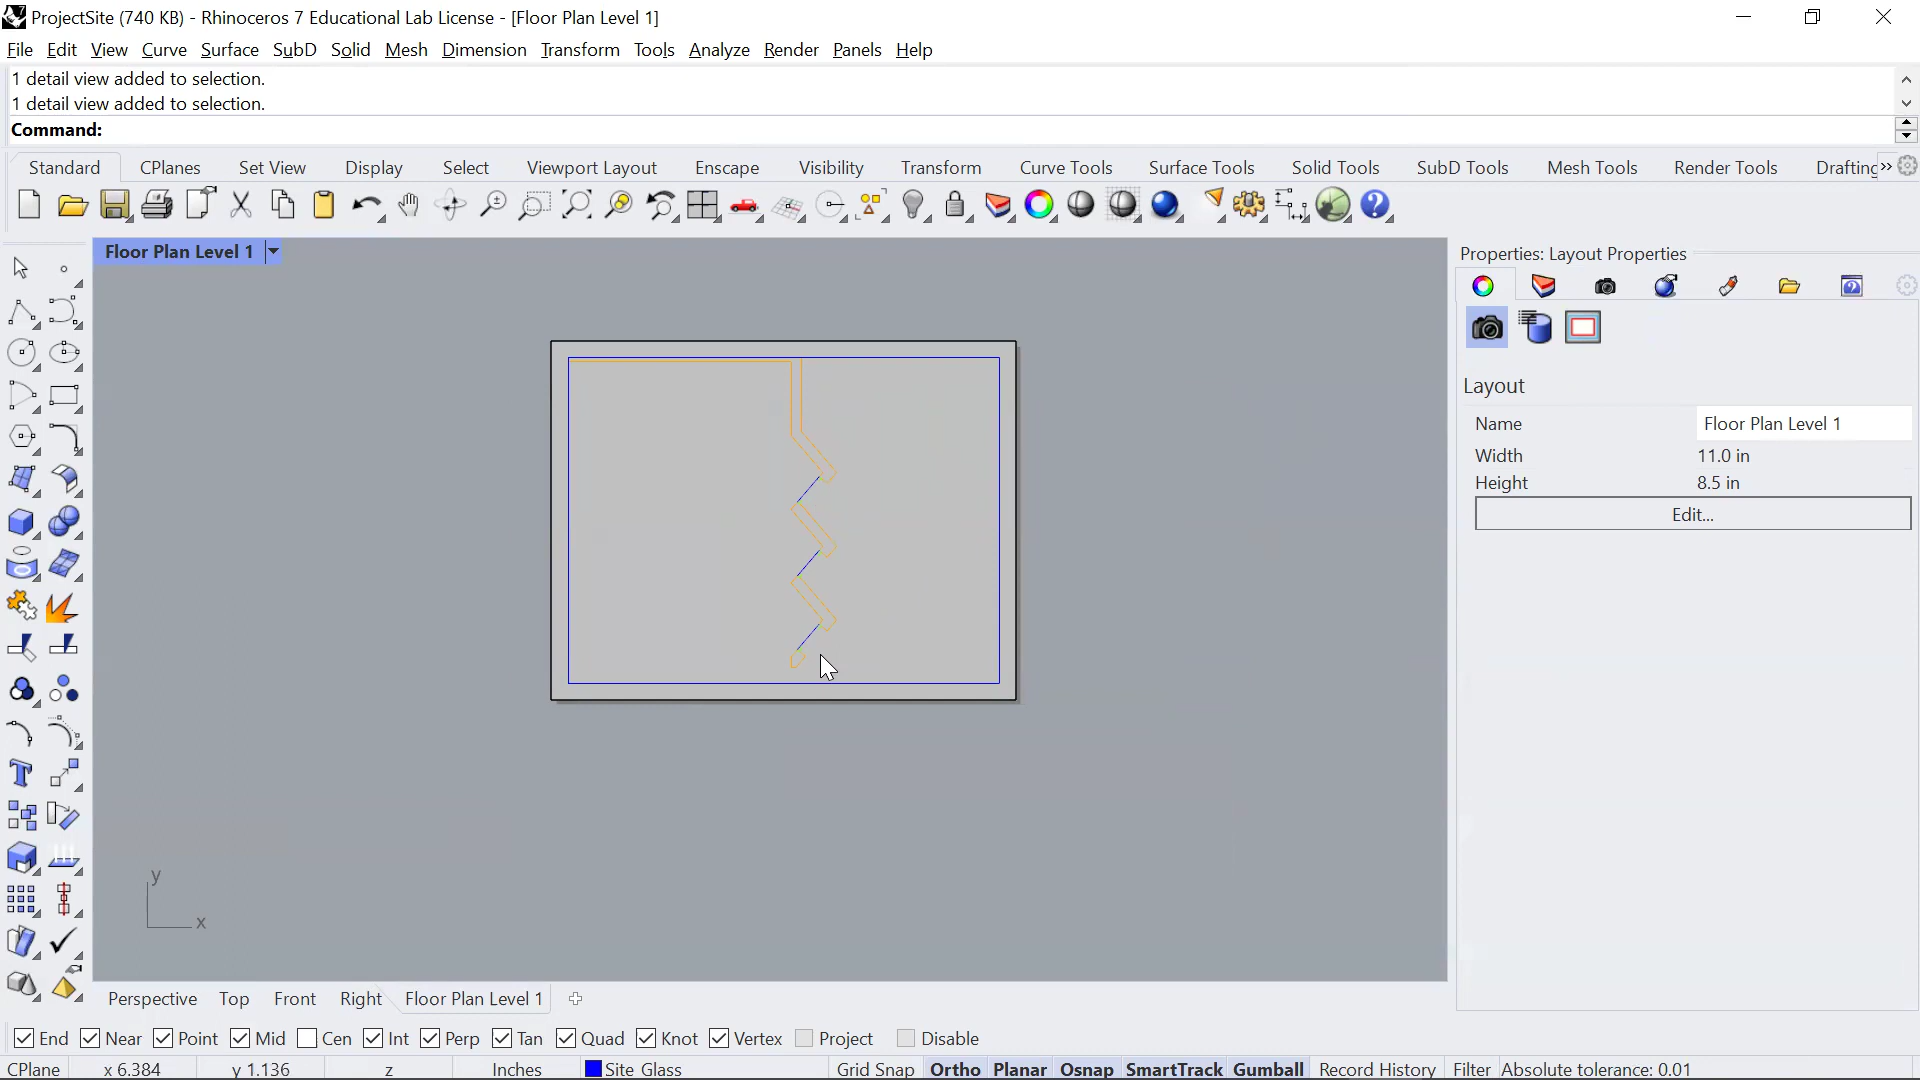 ProjectSite (740 KB) - Rhinoceros 7 Educational Lab License - [Floor Plan Level 1]
File Edit View Curve Surface SubD Solid Mesh Dimension Transform Tools Analyze Render Panels Help
1 detail view added to selection.
1 detail view added to selection.
Command:
Standard CPlanes Set View Display Select Viewport Layout Enscape Visibility Transform Curve Tools Surface Tools Solid Tools SubD Tools Mesh Tools Render Tools Drafting »
Floor Plan Level 1
Properties: Layout Properties
Layout
Name Floor Plan Level 1
Width 11.0 in
Height 8.5 in
Edit...
y
x
Perspective Top Front Right Floor Plan Level 1
End Near Point Mid Cen Int Perp Tan Quad Knot Vertex Project Disable
CPlane x 6.384 y 1.136 z Inches Site Glass Grid Snap Ortho Planar Osnap SmartTrack Gumball Record History Filter Absolute tolerance: 0.01